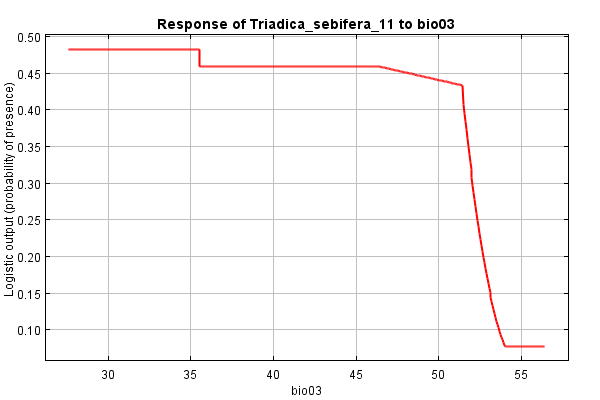 Response of Triadica_sebifera_11 to bio03
Logistic output (probability of presence)
0.50
0.45
0.40
0.35
0.30
0.25
0.20
0.15
0.10
30 35 40 45 50 55
bio03